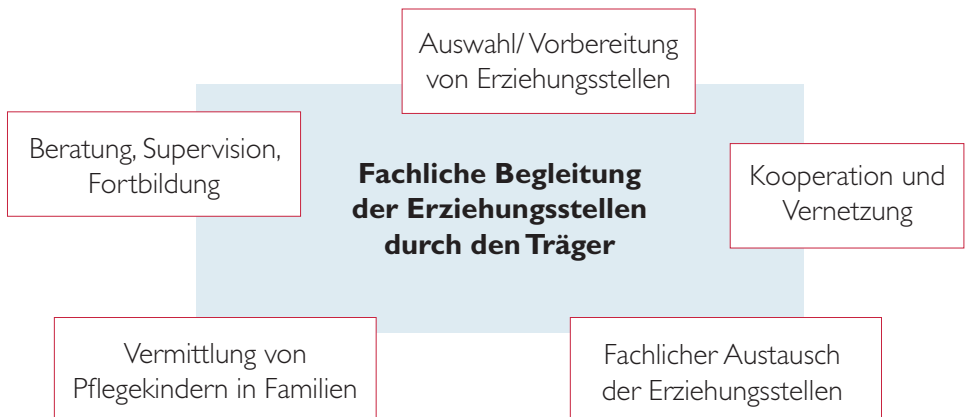 Auswahl/ Vorbereitung
von Erziehungsstellen
Beratung, Supervision,
Fortbildung
Fachliche Begleitung
der Erziehungsstellen
durch den Träger
Kooperation und
Vernetzung
Vermittlung von
Pflegekindern in Familien
Fachlicher Austausch
der Erziehungsstellen